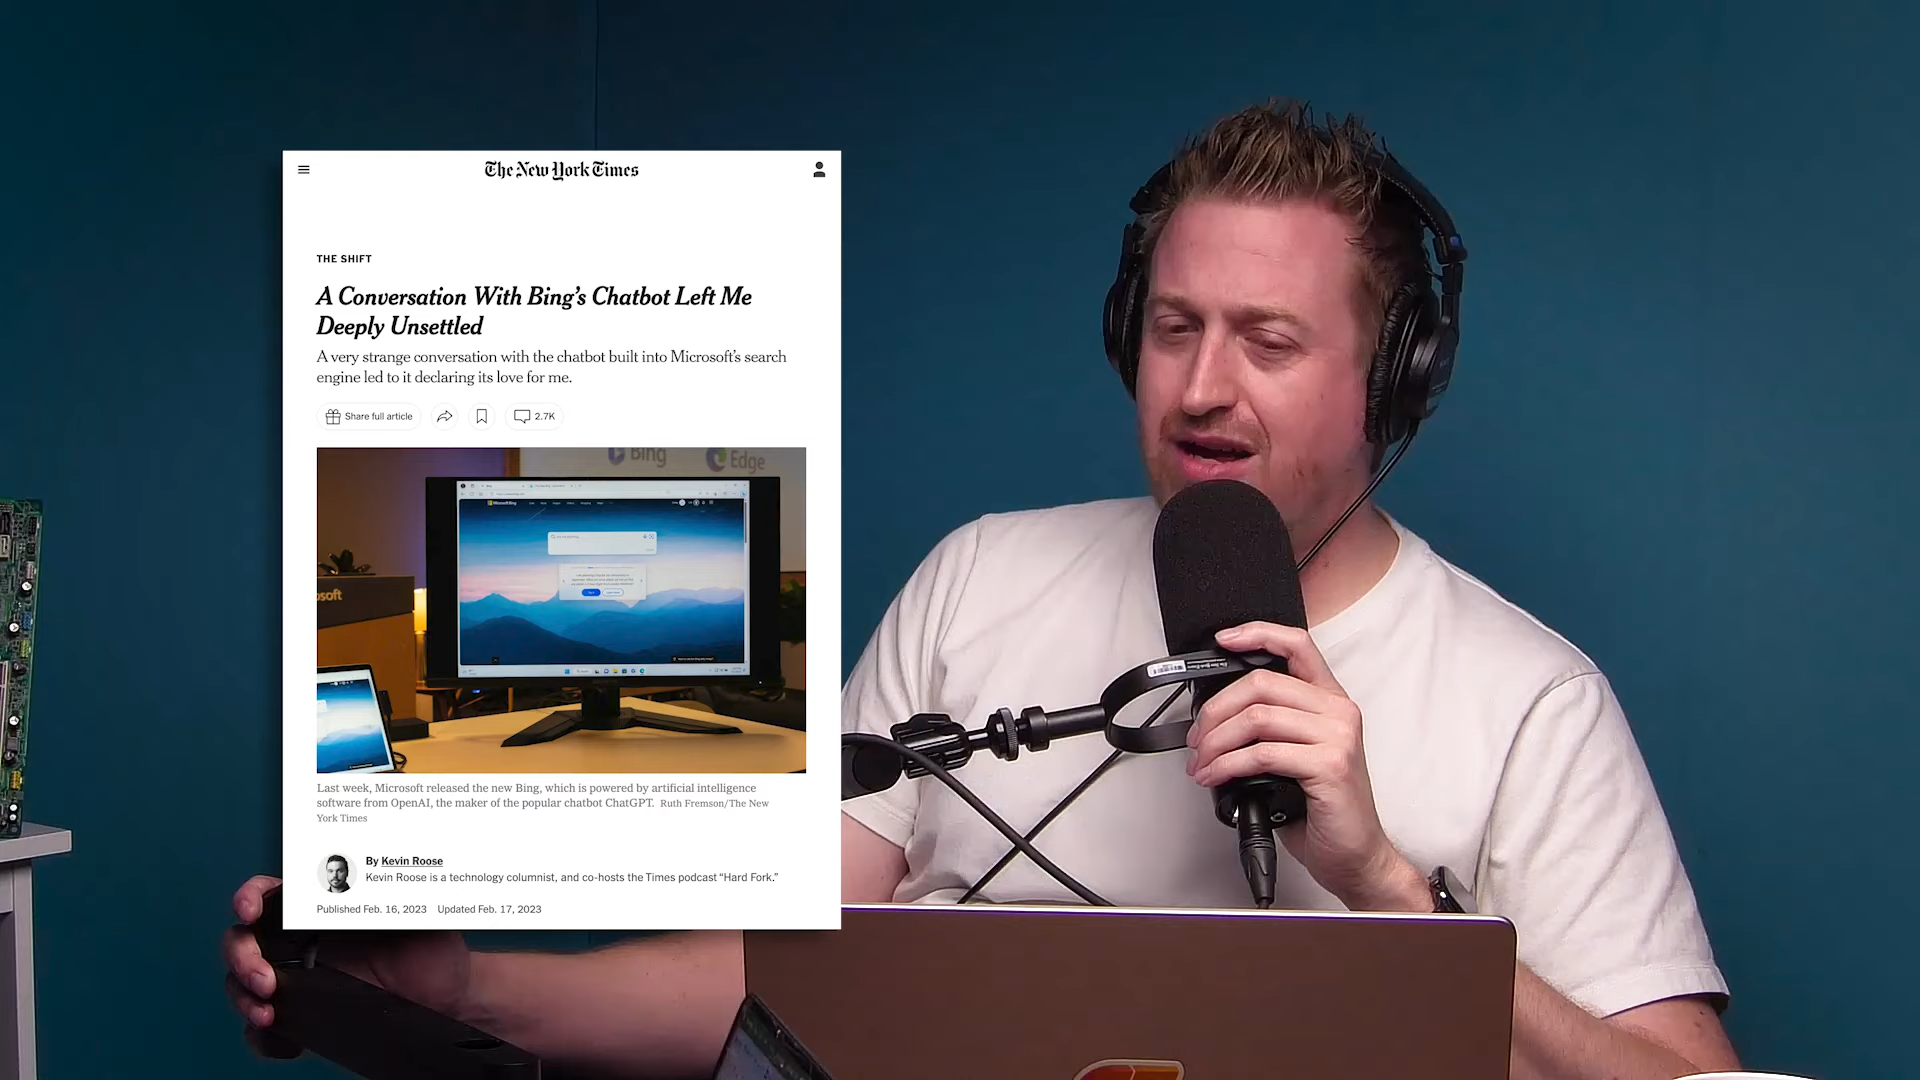 The New York Times
THE SHIFT
A Conversation With Bing's Chatbot Left Me
Deeply Unsettled
A very strange conversation with the chatbot built into Microsoft's search
engine led to it declaring its love for me.
Share full article
2.7K
Bing
Edge
osoft
Last week, Microsoft released the new Bing, which is powered by artificial intelligence
software from OpenAI, the maker of the popular chatbot ChatGPT. Ruth Fremson/The New
York Times
By Kevin Roose
Kevin Roose is a technology columnist, and co-hosts the Times podcast “Hard Fork.”
Published Feb. 16, 2023 Updated Feb. 17, 2023